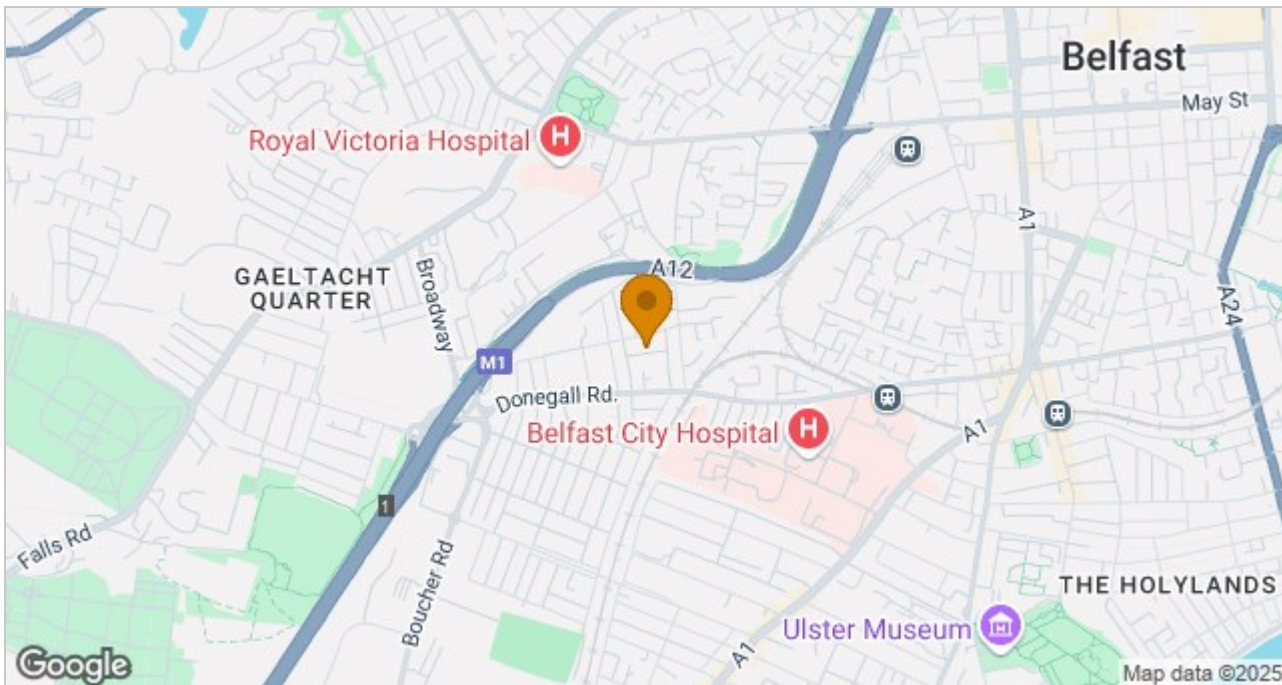 Belfast
May St
Royal Victoria Hospital
H
A1
A12
GAELTACHT
QUARTER
Broadway
A24
M1
Donegall Rd.
Belfast City Hospital
H
A1
1
Falls Rd
Boucher Rd
THE HOLYLANDS
Ulster Museum
A1
Google
Map data ©2025